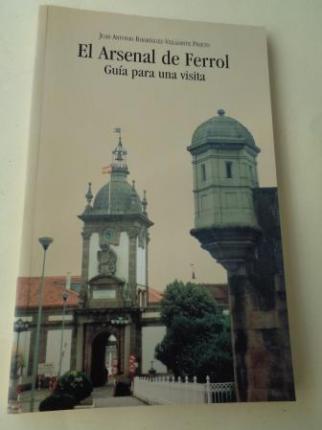 Juan Antonio Rodríguez-Villasante Prieto
El Arsenal de Ferrol
Guía para una visita